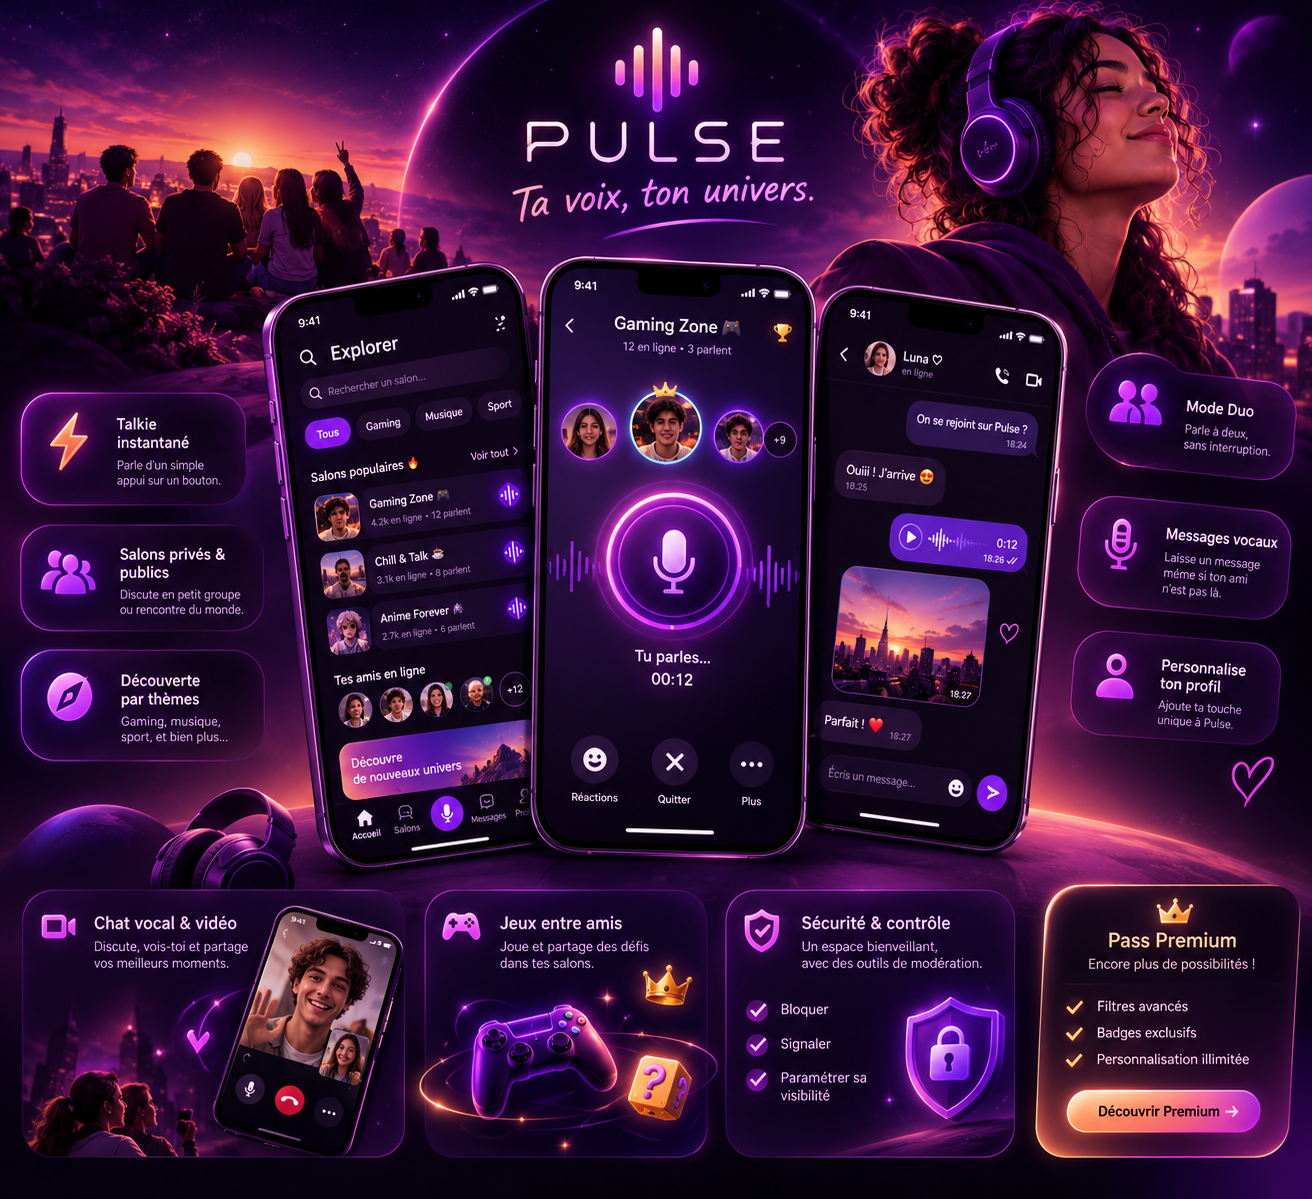 PULSE
Ta voix, ton univers.
Talkie
instantané
Parle d'un simple
appui sur un bouton.
Salons privés &
publics
Discute en petit groupe
ou rencontre du monde.
Découverte
par thèmes
Gaming, musique,
sport, et bien plus...
9:41
Explorer
Rechercher un salon...
Tous
Gaming
Musique
Sport
Salons populaires 🔥
Voir tout >
Gaming Zone 🎮
4.2k en ligne • 12 parlent
Chill & Talk ☕
3.1k en ligne • 8 parlent
Anime Forever
2.7k en ligne • 6 parlent
Tes amis en ligne
+12
Découvre
de nouveaux univers
Accueil
Salons
Messages
9:41
Gaming Zone 🎮
12 en ligne • 3 parlent
+9
Tu parles...
00:12
Réactions
Quitter
Plus
9:41
Luna ♡
en ligne
On se rejoint sur Pulse ?
18.24
Ouiii ! J'arrive 😍
18.25
0:12
18:26
18.27
Parfait ! ❤️
18.27
Écris un message...
Mode Duo
Parle à deux,
sans interruption.
Messages vocaux
Laisse un message
même si ton ami
n'est pas là.
Personnalise
ton profil
Ajoute ta touche
unique à Pulse.
Chat vocal & vidéo
Discute, vois-toi et partage
vos meilleurs moments.
9:41
Jeux entre amis
Joue et partage des défis
dans tes salons.
?
?
Sécurité & contrôle
Un espace bienveillant,
avec des outils de modération.
Bloquer
Signaler
Paramétrer sa
visibilité
Pass Premium
Encore plus de possibilités !
Filtres avancés
Badges exclusifs
Personnalisation illimitée
Découvrir Premium →